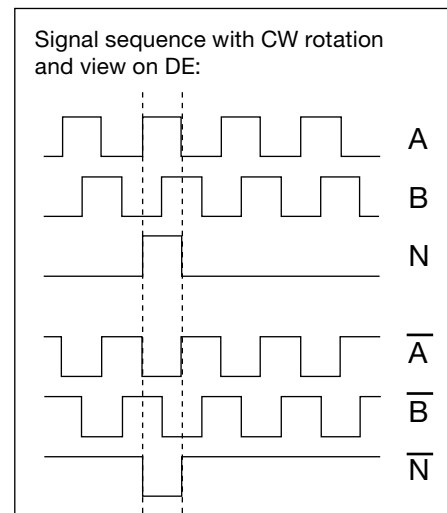 Signal sequence with CW rotation
and view on DE:
A
B
N
A̅
B̅
N̅